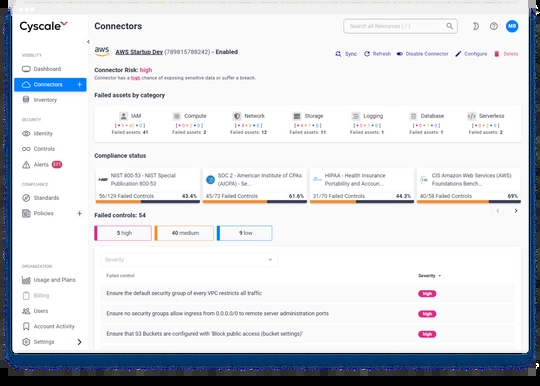 Cyscale
Connectors
Search all Resources ( / )
MB
VISIBILITY
Dashboard
Connectors
Inventory
SECURITY
Identity
Controls
Alerts
COMPLIANCE
Standards
Policies
ORGANIZATION
Usage and Plans
Billing
Users
Account Activity
Settings
aws
AWS Startup Dev (789815788242) - Enabled
Sync
Refresh
Disable Connector
Configure
Delete
Connector Risk: high
Connector has a high chance of exposing sensitive data or suffer a breach.
Failed assets by category
IAM
Failed assets: 41
Compute
Failed assets: 2
Network
Failed assets: 12
Storage
Failed assets: 11
Logging
Failed assets: 1
Database
Failed assets: 1
Serverless
Failed assets: 2
Compliance status
NIST 800-53 - NIST Special
Publication 800-53
56/129 Failed Controls 43.4%
SOC 2 - American Institute of CPAs
(AICPA) - Se...
45/73 Failed Controls 61.6%
HIPAA - Health Insurance
Portability and Accoun...
31/70 Failed Controls 44.3%
CIS Amazon Web Services (AWS)
Foundations Bench...
40/58 Failed Controls 69%
Failed controls: 54
5 high
40 medium
9 low
Severity
Failed control
Severity
Ensure the default security group of every VPC restricts all traffic
high
Ensure no security groups allow ingress from 0.0.0.0/0 to remote server administration ports
high
Ensure that S3 Buckets are configured with 'Block public access (bucket settings)'
high